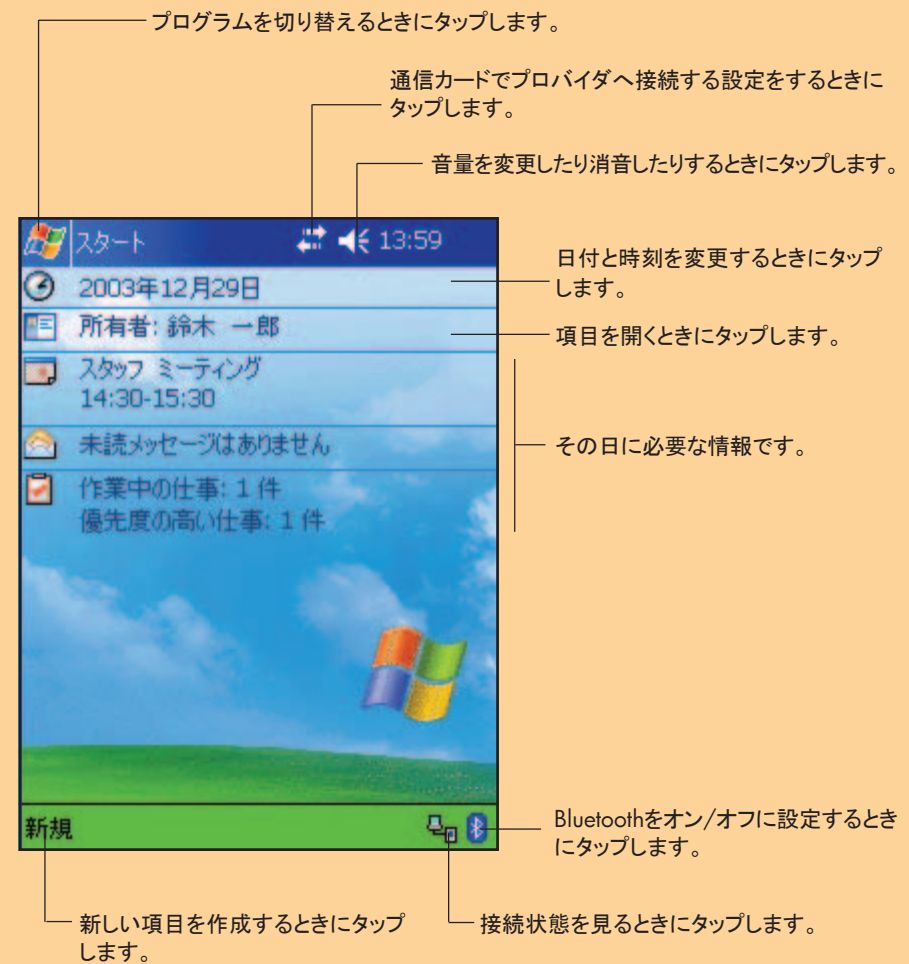 プログラムを切り替えるときにタップします。
通信カードでプロバイダへ接続する設定をするときに
タップします。
音量を変更したり消音したりするときにタップします。
スタート
13:59
2003年12月29日
日付と時刻を変更するときにタップ
します。
所有者: 鈴木 一郎
項目を開くときにタップします。
スタッフ ミーティング
14:30-15:30
未読メッセージはありません
その日に必要な情報です。
作業中の仕事: 1 件
優先度の高い仕事: 1 件
新規
Bluetoothをオン/オフに設定するとき
にタップします。
新しい項目を作成するときにタップ
します。
接続状態を見るときにタップします。